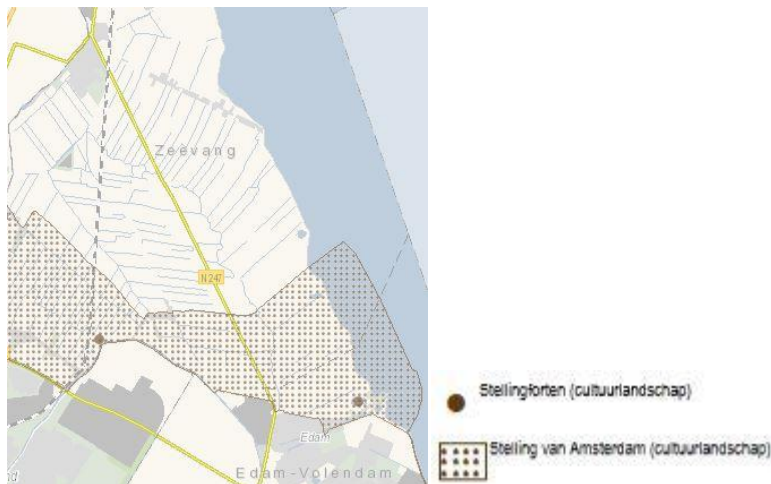 Zeevang
N247
Stellingforten (cultuurlandschap)
Stelling van Amsterdam (cultuurlandschap)
Edam
Edam-Volendam